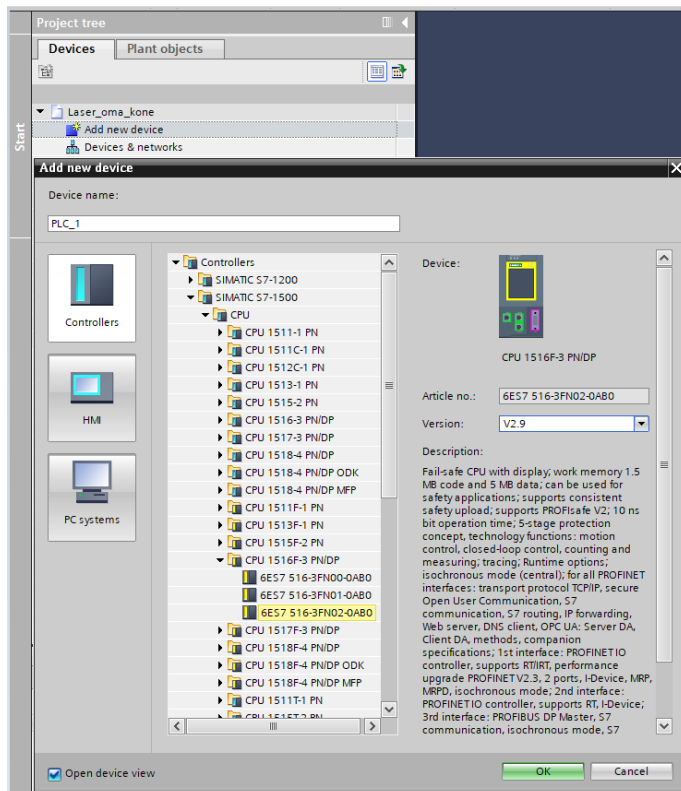 Project tree
Devices
Plant objects
Start
Laser_oma_kone
Add new device
Devices & networks
Add new device
Device name:
PLC_1
Controllers
HMI
PC systems
Controllers
SIMATIC S7-1200
SIMATIC S7-1500
CPU
CPU 1511-1 PN
CPU 1511C-1 PN
CPU 1512C-1 PN
CPU 1513-1 PN
CPU 1515-2 PN
CPU 1516-3 PN/DP
CPU 1517-3 PN/DP
CPU 1518-4 PN/DP
CPU 1518-4 PN/DP ODK
CPU 1518-4 PN/DP MFP
CPU 1511F-1 PN
CPU 1513F-1 PN
CPU 1515F-2 PN
CPU 1516F-3 PN/DP
6ES7 516-3FN00-0AB0
6ES7 516-3FN01-0AB0
6ES7 516-3FN02-0AB0
CPU 1517F-3 PN/DP
CPU 1518F-4 PN/DP
CPU 1518F-4 PN/DP ODK
CPU 1518F-4 PN/DP MFP
CPU 1511T-1 PN
CPU 1515T-2 PN
Device:
CPU 1516F-3 PN/DP
Article no.:
6ES7 516-3FN02-0AB0
Version:
V2.9
Description:
Fail-safe CPU with display; work memory 1.5
MB code and 5 MB data; can be used for
safety applications; supports consistent
safety upload; supports PROFIsafe V2; 10 ns
bit operation time; 5-stage protection
concept, technology functions: motion
control, closed-loop control, counting and
measuring; tracing; Runtime options;
isochronous mode (central); for all PROFINET
interfaces: transport protocol TCP/IP, secure
Open User Communication, S7
communication, S7 routing, IP forwarding,
Web server, DNS client, OPC UA: Server DA,
Client DA, methods, companion
specifications; 1st interface: PROFINET IO
controller, supports RT/IRT, performance
upgrade PROFINET V2.3, 2 ports, I-Device, MRP,
MRPD, isochronous mode; 2nd interface:
PROFINET IO controller, supports RT, I-Device;
3rd interface: PROFIBUS DP Master, S7
communication, isochronous mode, S7
Open device view
OK
Cancel